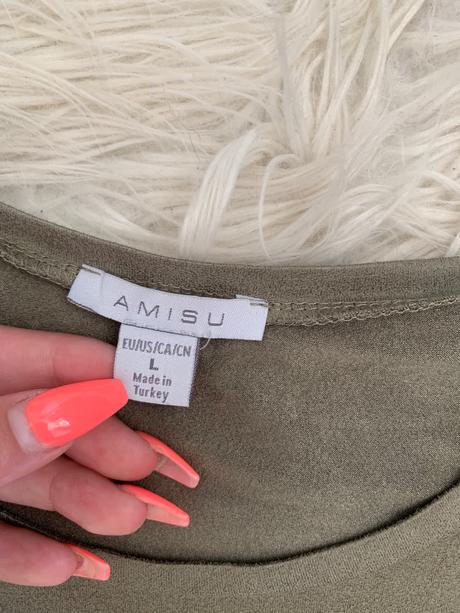 AMISU
EU/US/CA/CN
L
Made in
Turkey